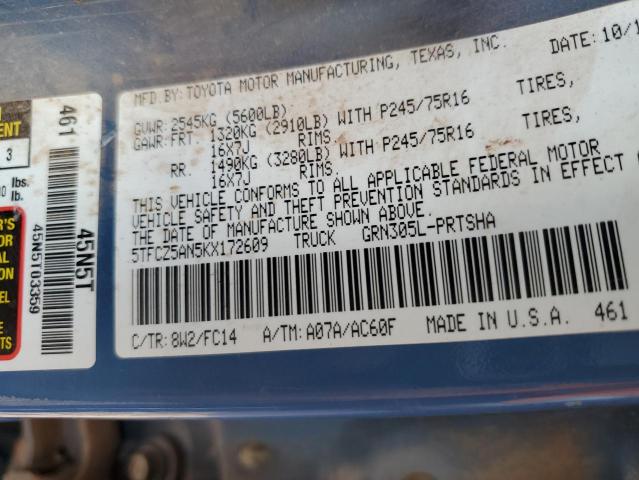 MFD.BY: TOYOTA MOTOR MANUFACTURING, TEXAS, INC. DATE: 10/1
GVWR: 2545KG (5600LB)
GAWR: FRT. 1320KG (2910LB) WITH P245/75R16 TIRES,
16X7J RIMS.
RR. 1490KG (3280LB) WITH P245/75R16 TIRES,
16X7J RIMS.
THIS VEHICLE CONFORMS TO ALL APPLICABLE FEDERAL MOTOR
VEHICLE SAFETY AND THEFT PREVENTION STANDARDS IN EFFECT
THE DATE OF MANUFACTURE SHOWN ABOVE.
5TFCZ5AN5KX172609 TRUCK GRN305L-PRTSHA
C/TR: 8W2/FC14 A/TM: A07A/AC60F MADE IN U.S.A. 461
461
45N5T
45N5T03359
3
lbs.
lb.